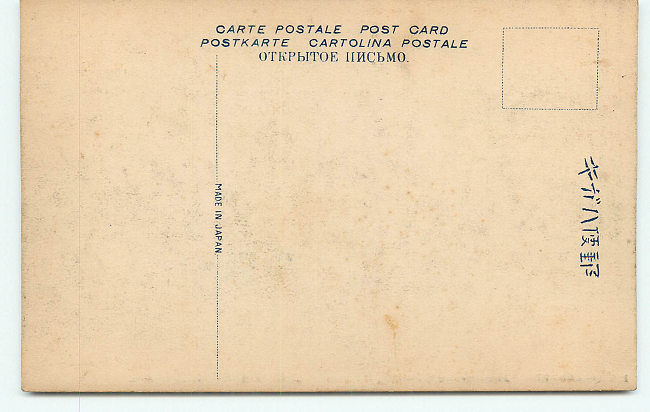 CARTE POSTALE POST CARD
POSTKARTE CARTOLINA POSTALE
ОТКРЫТОЕ ПИСЬМО.
MADE IN JAPAN.
郵便ハガキ